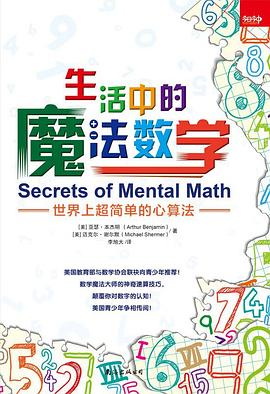 生活中的
魔法数学
Secrets of Mental Math
世界上超简单的心算法
[美] 亚瑟·本杰明 (Arthur Benjamin)
[美] 迈克尔·谢尔默 (Michael Shermer) / 著
李旭大 / 译
美国教育部与数学协会联袂向青少年推荐!
数学魔法大师的神奇速算技巧,
颠覆你对数字的认知!
美国青少年争相传阅!